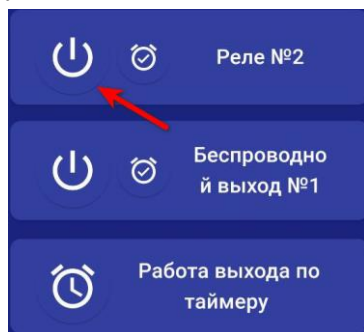 Реле №2
Беспроводно
й выход №1
Работа выхода по
таймеру